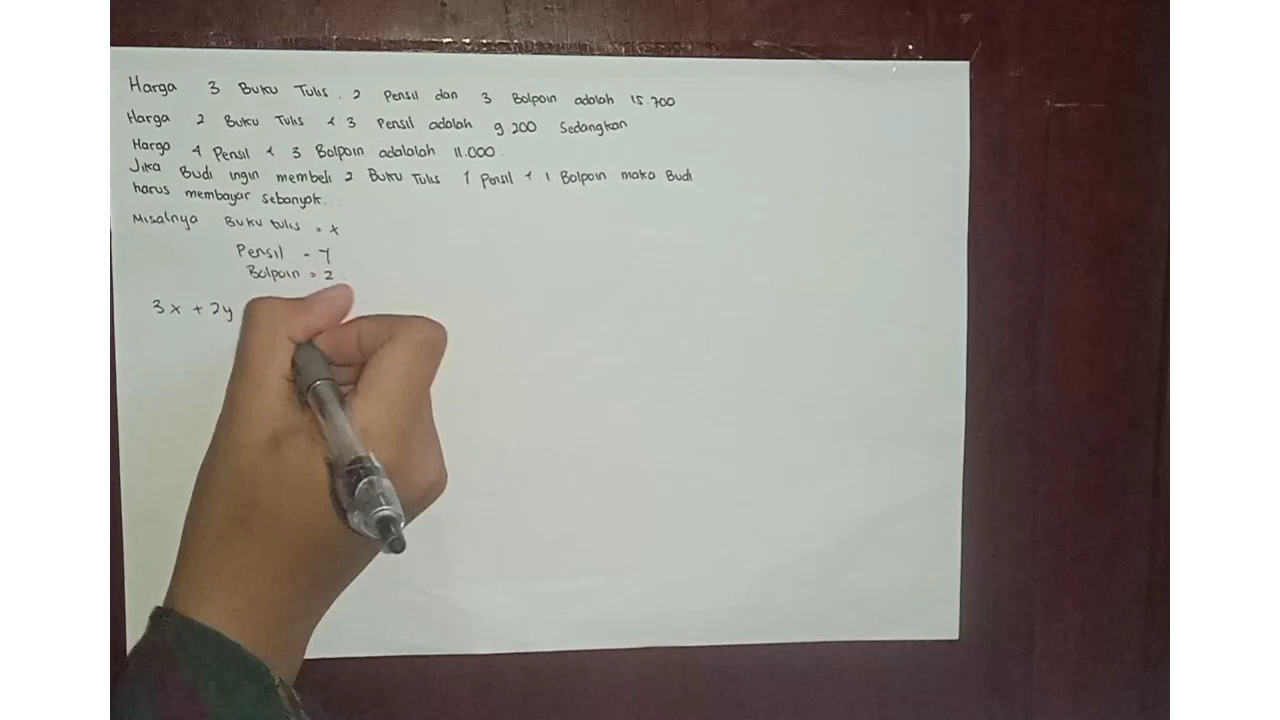 Harga 3 Buku Tulis . 2 Pensil dan 3 Bolpoin adalah 15.700
Harga 2 Buku Tulis & 3 Pensil adalah 9.200 Sedangkan
Harga 4 Pensil & 3 Bolpoin adalalah 11.000
Jika Budi ingin membeli 2 Buku Tulis 1 Pensil & 1 Bolpoin maka Budi
harus membayar sebanyak...
Misalnya Buku tulis = x
Pensil = Y
Bolpoin = z
3x + 2y